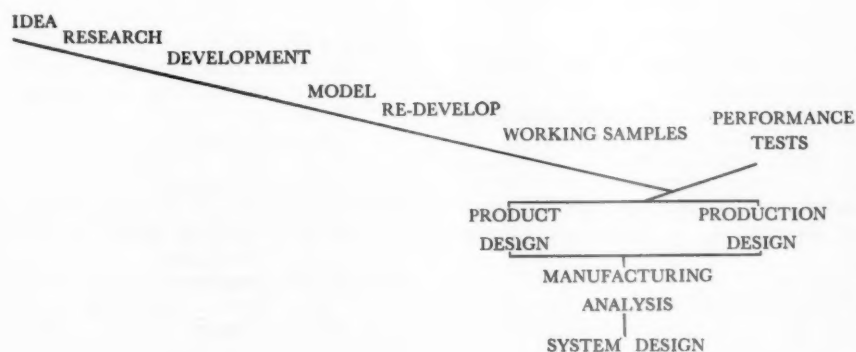 IDEA
RESEARCH
DEVELOPMENT
MODEL
RE-DEVELOP
WORKING SAMPLES
PERFORMANCE
TESTS
PRODUCT
DESIGN
PRODUCTION
DESIGN
MANUFACTURING
ANALYSIS
SYSTEM DESIGN